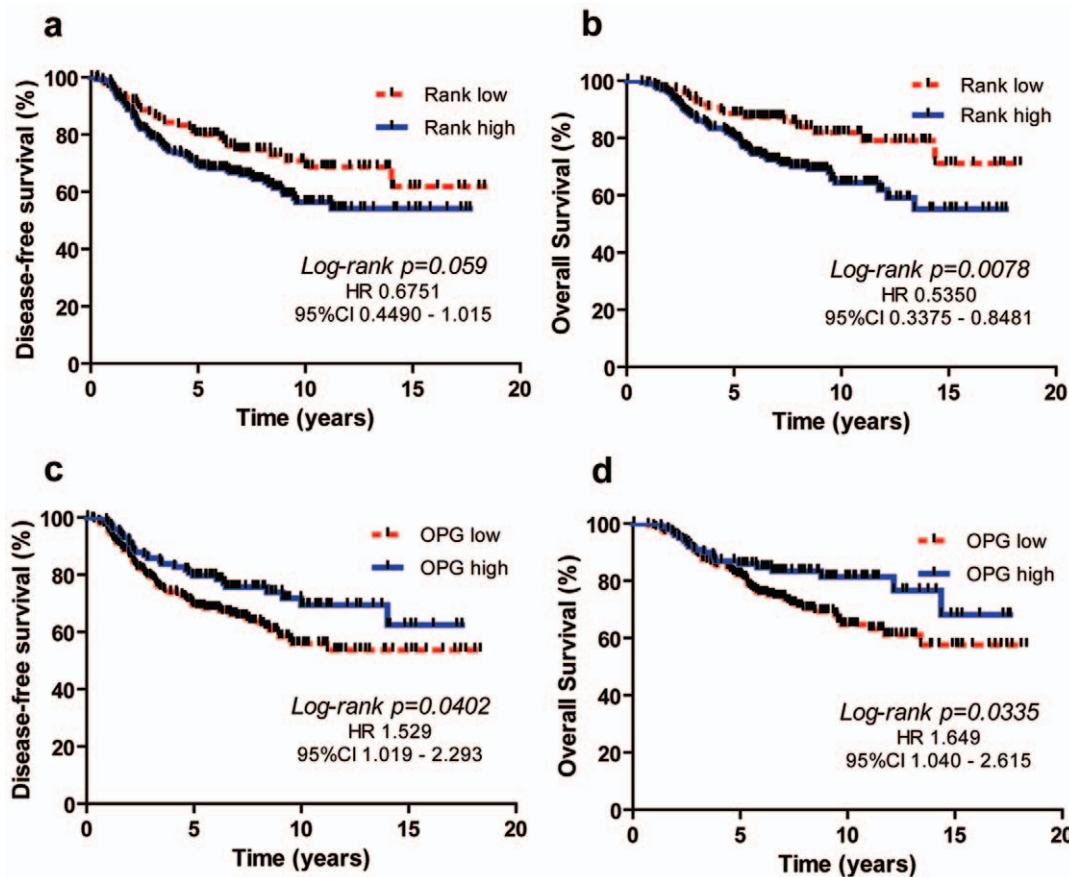 a
Disease-free survival (%)
100
80
60
40
20
0
Rank low
Rank high
Log-rank p=0.059
HR 0.6751
95%CI 0.4490 - 1.015
0 5 10 15 20
Time (years)
b
Overall Survival (%)
100
80
60
40
20
0
Rank low
Rank high
Log-rank p=0.0078
HR 0.5350
95%CI 0.3375 - 0.8481
0 5 10 15 20
Time (years)
c
Disease-free survival (%)
100
80
60
40
20
0
OPG low
OPG high
Log-rank p=0.0402
HR 1.529
95%CI 1.019 - 2.293
0 5 10 15 20
Time (years)
d
Overall Survival (%)
100
80
60
40
20
0
OPG low
OPG high
Log-rank p=0.0335
HR 1.649
95%CI 1.040 - 2.615
0 5 10 15 20
Time (years)